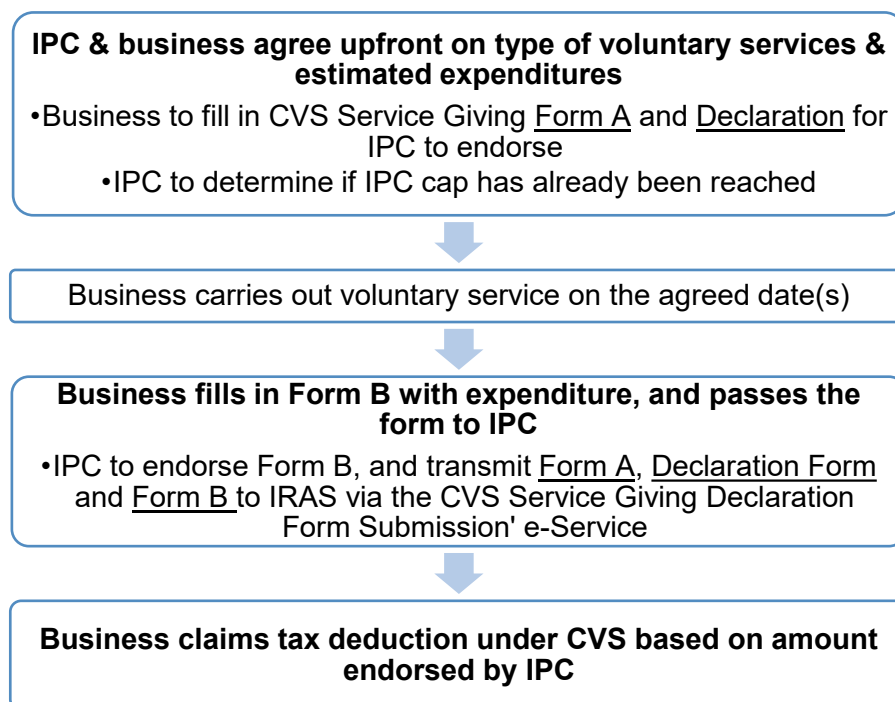 IPC & business agree upfront on type of voluntary services &
estimated expenditures
•Business to fill in CVS Service Giving Form A and Declaration for
IPC to endorse
•IPC to determine if IPC cap has already been reached
Business carries out voluntary service on the agreed date(s)
Business fills in Form B with expenditure, and passes the
form to IPC
•IPC to endorse Form B, and transmit Form A, Declaration Form
and Form B to IRAS via the CVS Service Giving Declaration
Form Submission' e-Service
Business claims tax deduction under CVS based on amount
endorsed by IPC